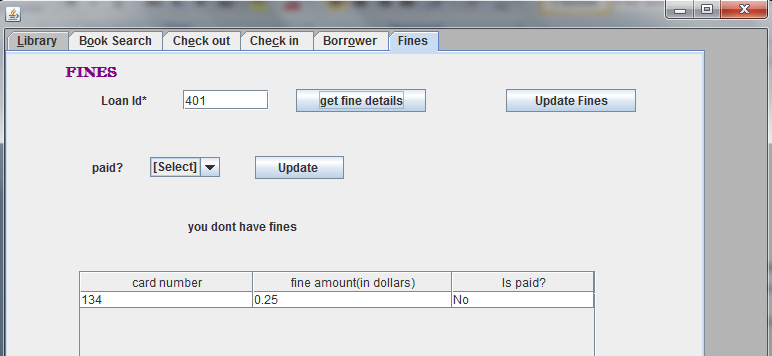 Library Book Search Check out Check in Borrower Fines
FINES
Loan Id* 401 get fine details Update Fines
paid? [Select] Update
you dont have fines
card number fine amount(in dollars) Is paid?
134 0.25 No